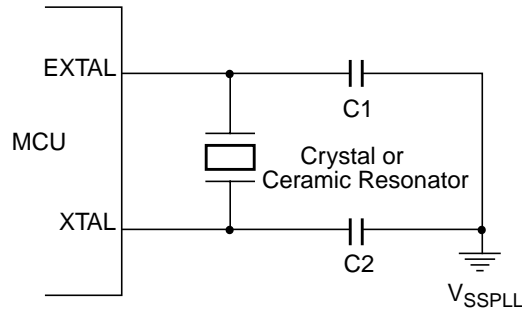 EXTAL
C1
MCU
Crystal or
Ceramic Resonator
XTAL
C2
VSSPLL